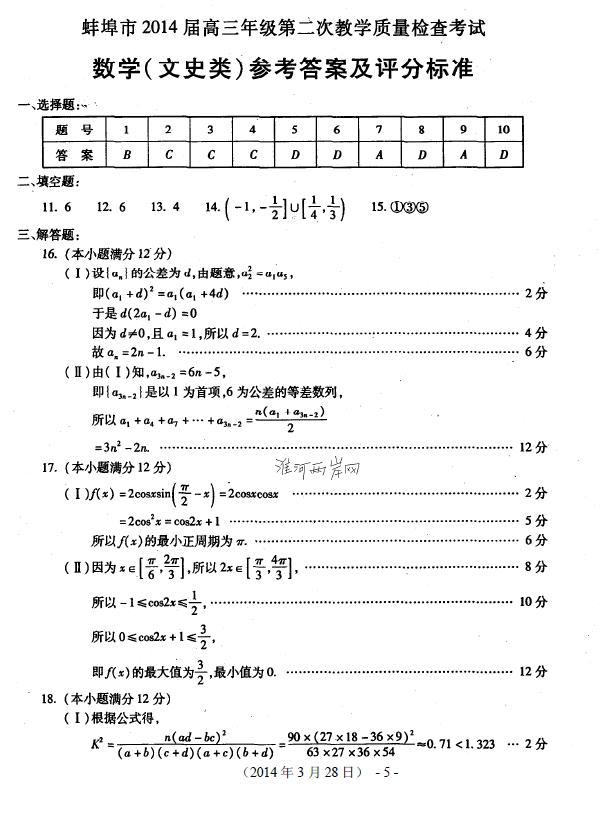 蚌埠市2014届高三年级第二次教学质量检查考试
数学(文史类)参考答案及评分标准
一、选择题:
题 号 1 2 3 4 5 6 7 8 9 10
答 案 B C C C D D A D A D
二、填空题:
11. 6 12. 6 13. 4 14. (-1,-1/2]∪[1/4,1/3) 15. ①③⑤
三、解答题:
16. (本小题满分12分)
(Ⅰ)设{aₙ}的公差为d,由题意,a₂²=a₁a₅,
即(a₁+d)²=a₁(a₁+4d) …………………………………… 2分
于是d(2a₁-d)=0
因为d≠0,且a₁=1,所以d=2. …………………………………… 4分
故aₙ=2n-1. …………………………………… 6分
(Ⅱ)由(Ⅰ)知,a₃ₙ₋₂=6n-5,
即{a₃ₙ₋₂}是以1为首项,6为公差的等差数列,
所以a₁+a₄+a₇+…+a₃ₙ₋₂=n(a₁+a₃ₙ₋₂)/2
=3n²-2n. …………………………………… 12分
17. (本小题满分12分) 淮河两岸网
(Ⅰ)f(x)=2cosxsin(π/2-x)=2cosxcosx …………………………………… 2分
=2cos²x=cos2x+1 …………………………………… 5分
所以f(x)的最小正周期为π. …………………………………… 6分
(Ⅱ)因为x∈[π/6,2π/3],所以2x∈[π/3,4π/3], …………………………………… 8分
所以-1≤cos2x≤1/2, …………………………………… 10分
所以0≤cos2x+1≤3/2,
即f(x)的最大值为3/2,最小值为0. …………………………………… 12分
18. (本小题满分12分)
(Ⅰ)根据公式得,
K²=n(ad-bc)²/((a+b)(c+d)(a+c)(b+d))=90×(27×18-36×9)²/(63×27×36×54)≈0.71<1.323 … 2分
(2014年3月28日) -5-